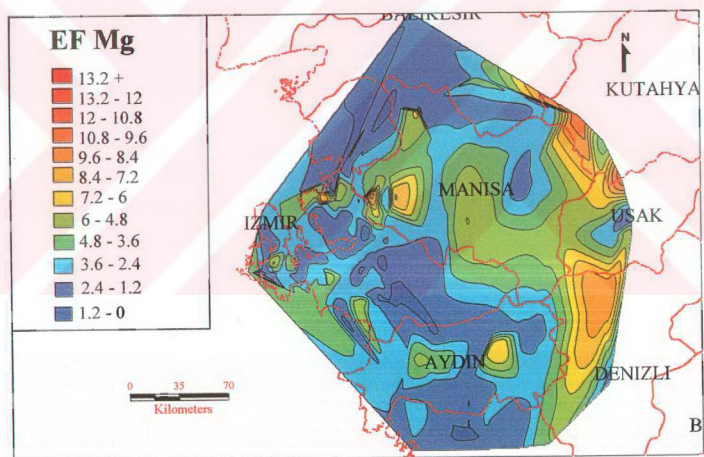 EF Mg
13.2 +
13.2 - 12
12 - 10.8
10.8 - 9.6
9.6 - 8.4
8.4 - 7.2
7.2 - 6
6 - 4.8
4.8 - 3.6
3.6 - 2.4
2.4 - 1.2
1.2 - 0
BALIKESIR
N
KUTAHYA
MANISA
IZMIR
USAK
AYDIN
DENIZLI
0 35 70
Kilometers
B